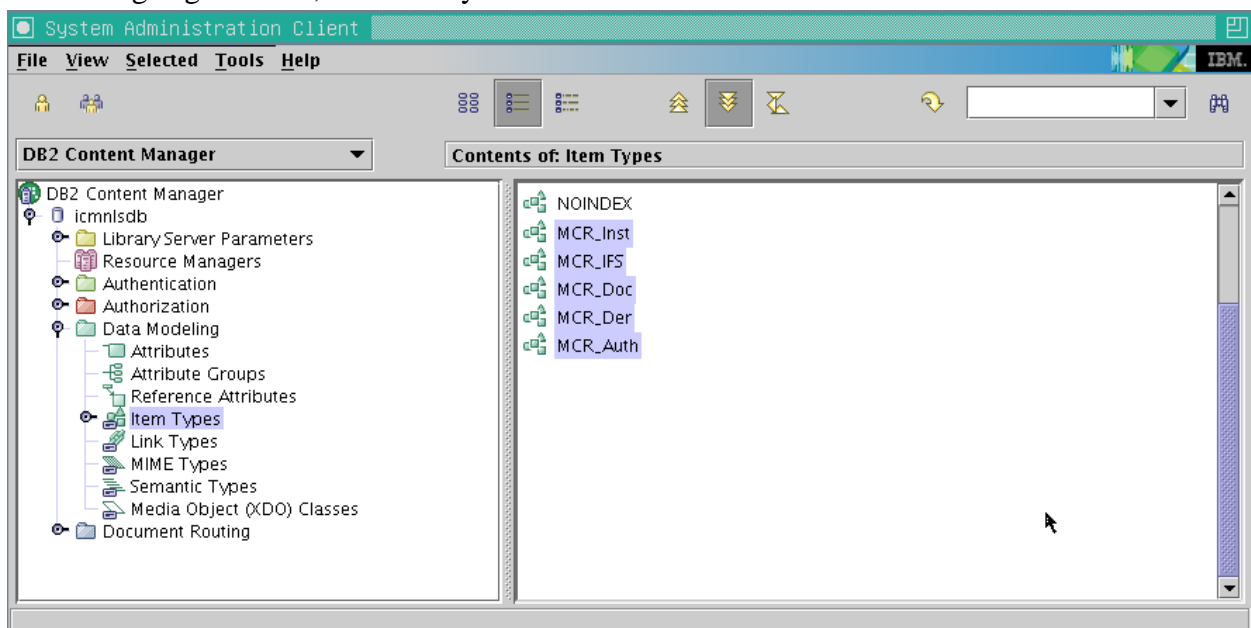 System Administration Client
File View Selected Tools Help
IBM.
DB2 Content Manager
Contents of: Item Types
DB2 Content Manager
icmnlsdb
Library Server Parameters
Resource Managers
Authentication
Authorization
Data Modeling
Attributes
Attribute Groups
Reference Attributes
Item Types
Link Types
MIME Types
Semantic Types
Media Object (XDO) Classes
Document Routing
NOINDEX
MCR_Inst
MCR_IFS
MCR_Doc
MCR_Der
MCR_Auth